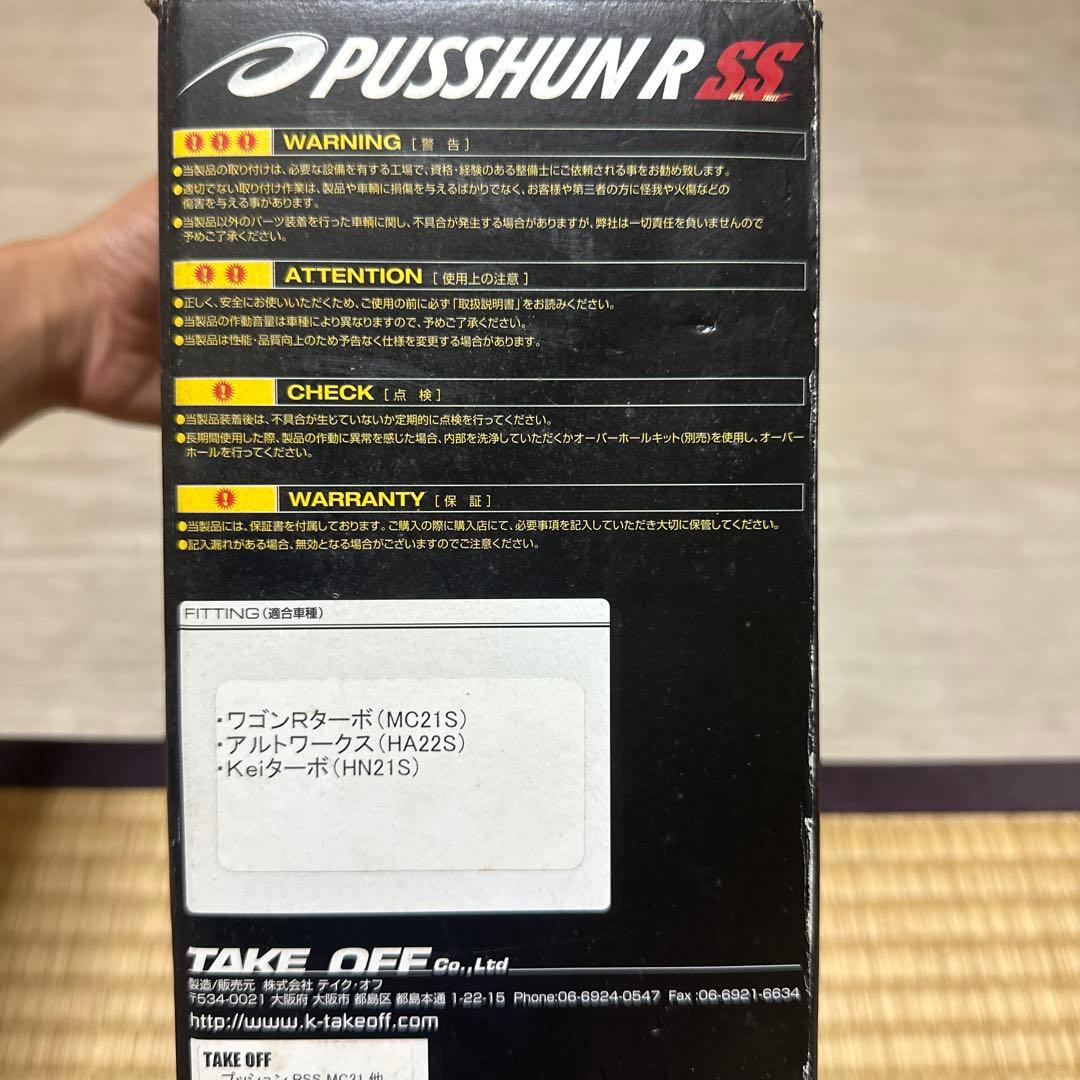 PUSSHUN R SS
OPEN STREET
WARNING [警 告]
●当製品の取り付けは、必要な設備を有する工場で、資格・経験のある整備士にご依頼される事をお勧め致します。
●適切でない取り付け作業は、製品や車輌に損傷を与えるばかりでなく、お客様や第三者の方に怪我や火傷などの
傷害を与える事があります。
●当製品以外のパーツ装着を行った車輌に関し、不具合が発生する場合がありますが、弊社は一切責任を負いませんので
予めご了承ください。
ATTENTION [使用上の注意]
●正しく、安全にお使いいただくため、ご使用の前に必ず「取扱説明書」をお読みください。
●当製品の作動音量は車種により異なりますので、予めご了承ください。
●当製品は性能・品質向上のため予告なく仕様を変更する場合があります。
CHECK [点 検]
●当製品装着後は、不具合が生じていないか定期的に点検を行ってください。
●長期間使用した際、製品の作動に異常を感じた場合、内部を洗浄していただくかオーバーホールキット(別売)を使用し、オーバー
ホールを行ってください。
WARRANTY [保 証]
●当製品には、保証書を付属しております。ご購入の際に購入店にて、必要事項を記入していただき大切に保管してください。
●記入漏れがある場合、無効となる場合がございますのでご注意ください。
FITTING(適合車種)
・ワゴンRターボ(MC21S)
・アルトワークス(HA22S)
・Keiターボ(HN21S)
TAKE OFF Co.,Ltd
製造/販売元 株式会社 テイク・オフ
〒534-0021 大阪府 大阪市 都島区 都島本通 1-22-15 Phone:06-6924-0547 Fax :06-6921-6634
http://www.k-takeoff.com
TAKE OFF
プッション RSS MC21 他